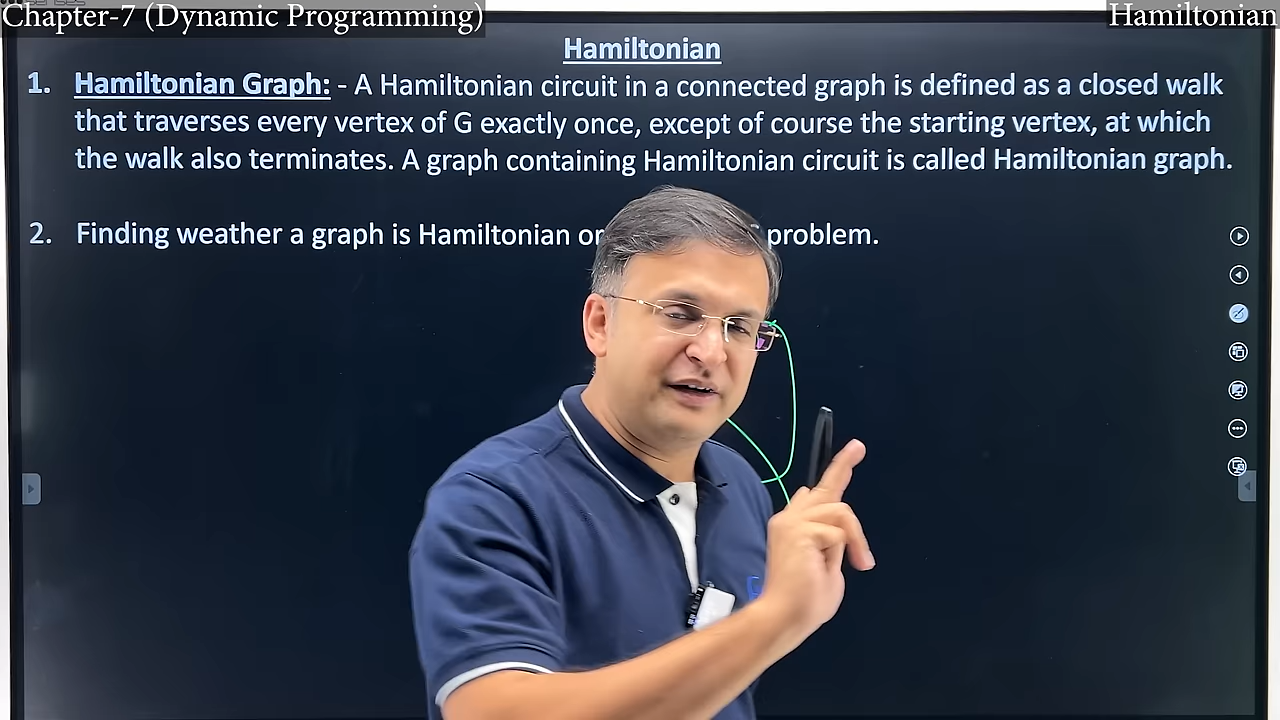 Chapter-7 (Dynamic Programming)
Hamiltonian
Hamiltonian
1. Hamiltonian Graph: - A Hamiltonian circuit in a connected graph is defined as a closed walk
that traverses every vertex of G exactly once, except of course the starting vertex, at which
the walk also terminates. A graph containing Hamiltonian circuit is called Hamiltonian graph.
2. Finding weather a graph is Hamiltonian or problem.